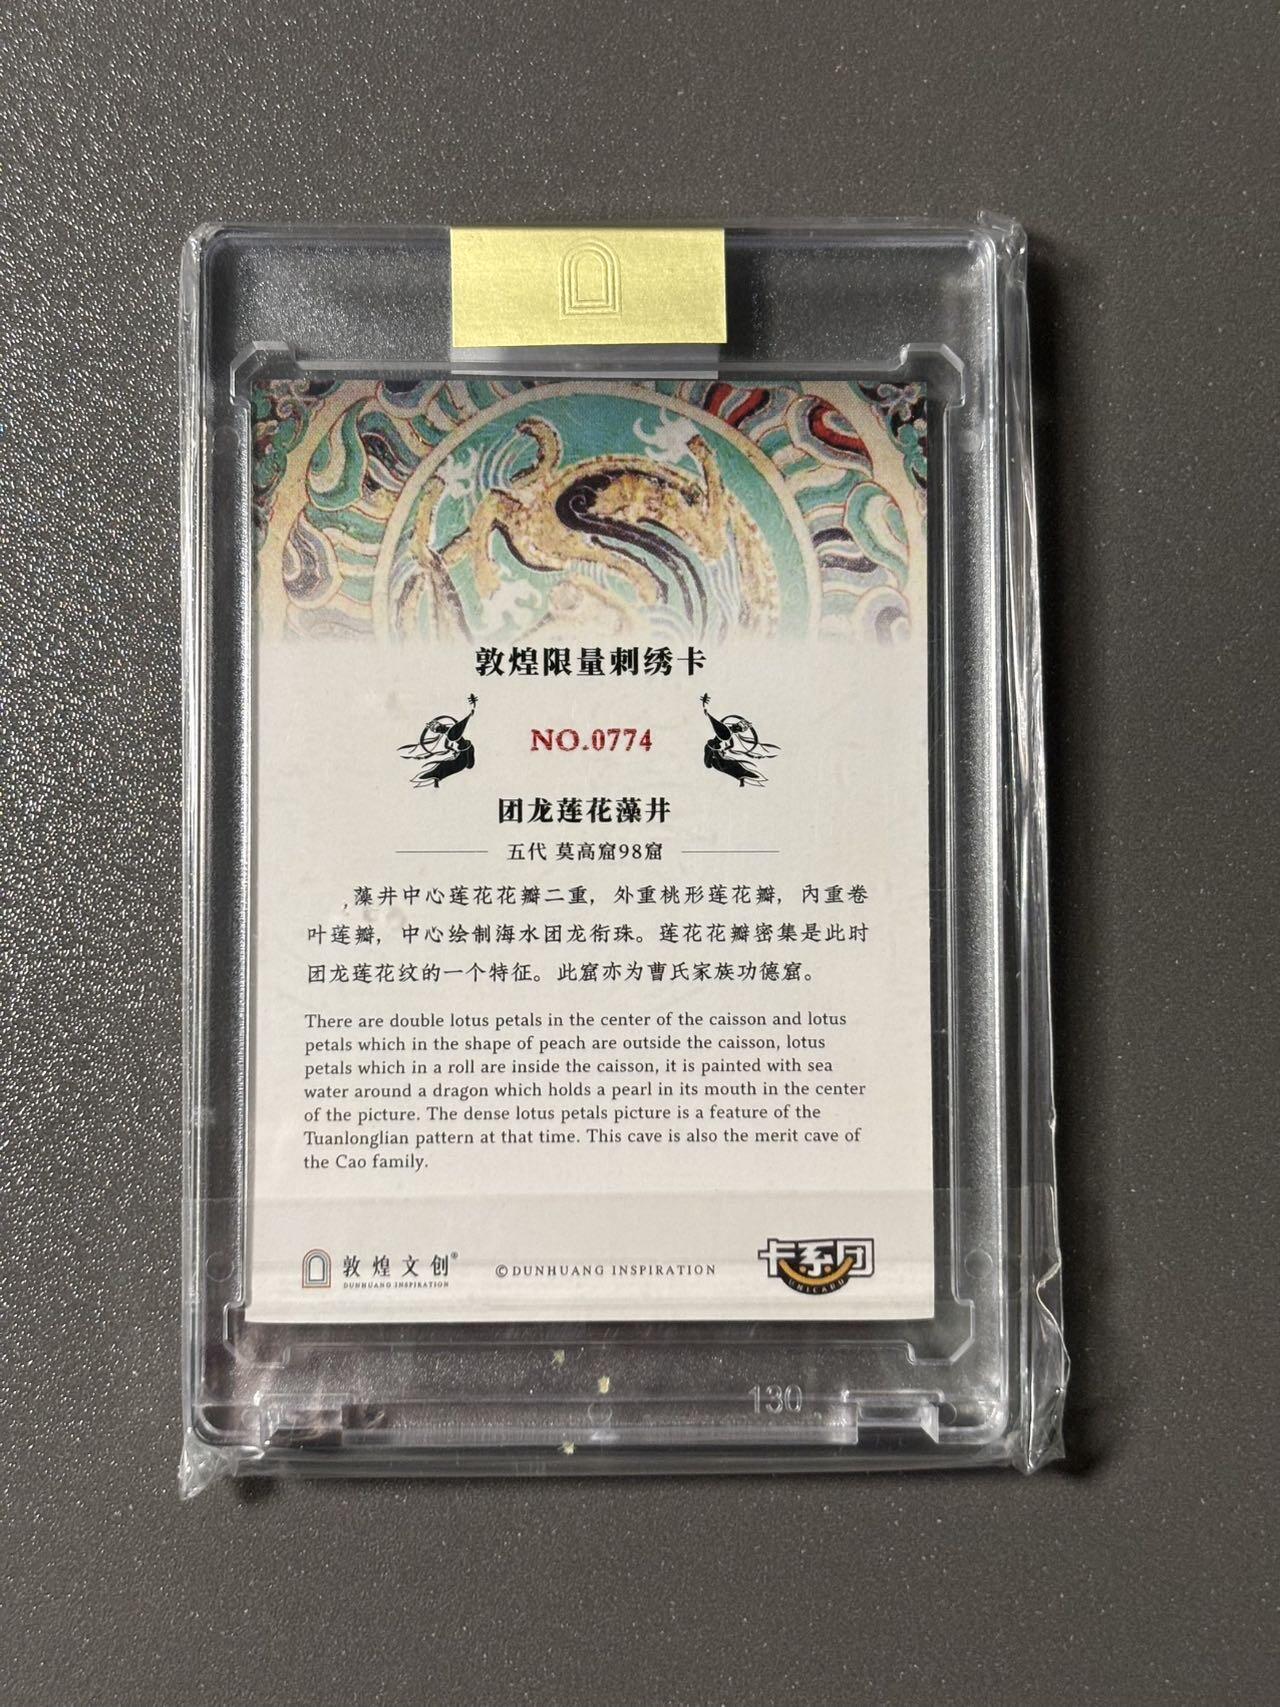 敦煌限量刺绣卡
NO.0774
团龙莲花藻井
五代 莫高窟98窟
藻井中心莲花花瓣二重，外重桃形莲花瓣，内重卷
叶莲瓣，中心绘制海水团龙衔珠。莲花花瓣密集是此时
团龙莲花纹的一个特征。此窟亦为曹氏家族功德窟。
There are double lotus petals in the center of the caisson and lotus
petals which in the shape of peach are outside the caisson, lotus
petals which in a roll are inside the caisson, it is painted with sea
water around a dragon which holds a pearl in its mouth in the center
of the picture. The dense lotus petals picture is a feature of the
Tuanlonglian pattern at that time. This cave is also the merit cave of
the Cao family.
敦煌文创®
DUNHUANG INSPIRATION
©DUNHUANG INSPIRATION
卡系团
UNICARD
130